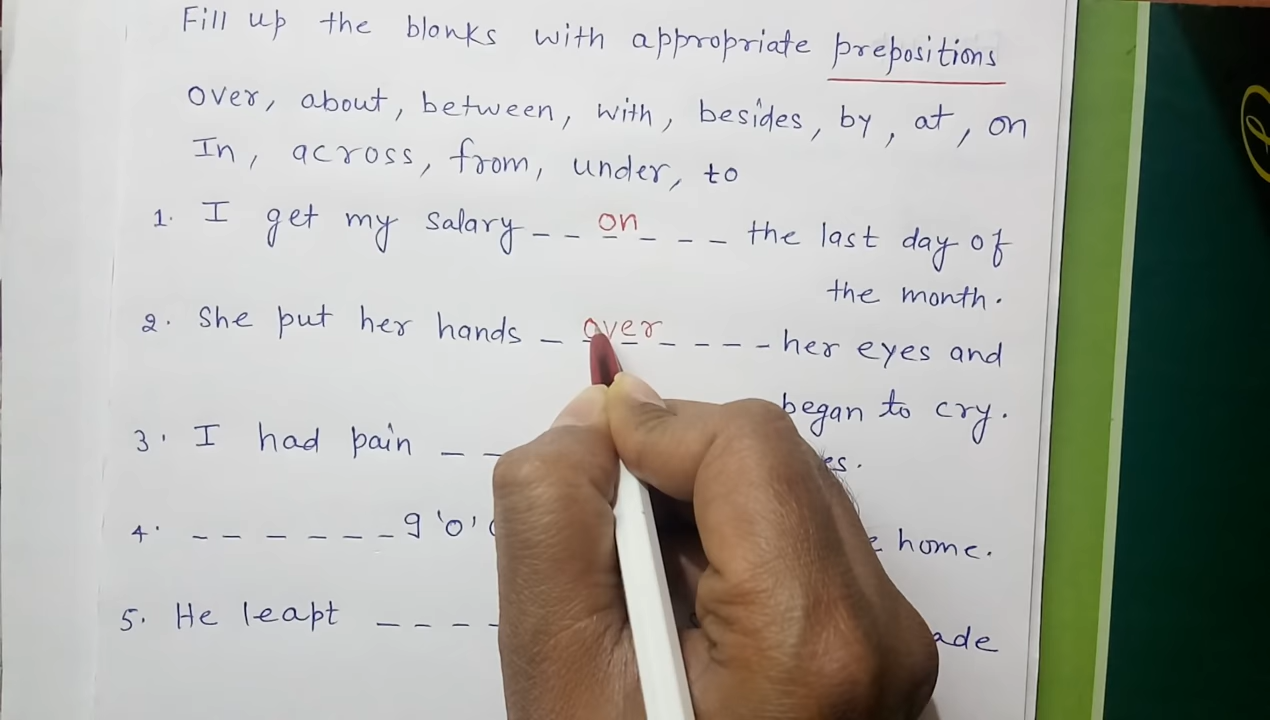 Fill up the blanks with appropriate prepositions
over, about, between, with, besides, by, at, on
In, across, from, under, to
1. I get my salary -- on --- the last day of
the month.
2. She put her hands - over ---- her eyes and
began to cry.
3. I had pain --
es.
4. ------ 9 'o'
home.
5. He leapt ----
ade